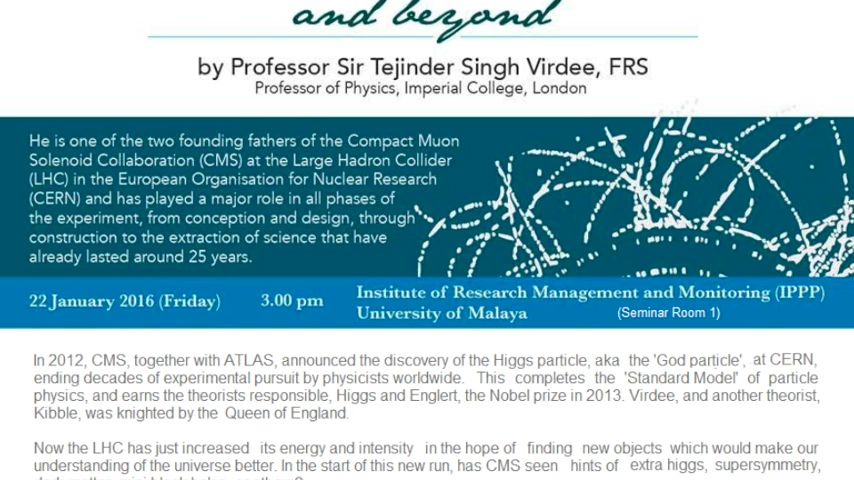 and beyond
by Professor Sir Tejinder Singh Virdee, FRS
Professor of Physics, Imperial College, London
He is one of the two founding fathers of the Compact Muon
Solenoid Collaboration (CMS) at the Large Hadron Collider
(LHC) in the European Organisation for Nuclear Research
(CERN) and has played a major role in all phases of
the experiment, from conception and design, through
construction to the extraction of science that have
already lasted around 25 years.
22 January 2016 (Friday) 3.00 pm Institute of Research Management and Monitoring (IPPP)
University of Malaya (Seminar Room 1)
In 2012, CMS, together with ATLAS, announced the discovery of the Higgs particle, aka the 'God particle', at CERN,
ending decades of experimental pursuit by physicists worldwide. This completes the 'Standard Model' of particle
physics, and earns the theorists responsible, Higgs and Englert, the Nobel prize in 2013. Virdee, and another theorist,
Kibble, was knighted by the Queen of England.
Now the LHC has just increased its energy and intensity in the hope of finding new objects which would make our
understanding of the universe better. In the start of this new run, has CMS seen hints of extra higgs, supersymmetry,